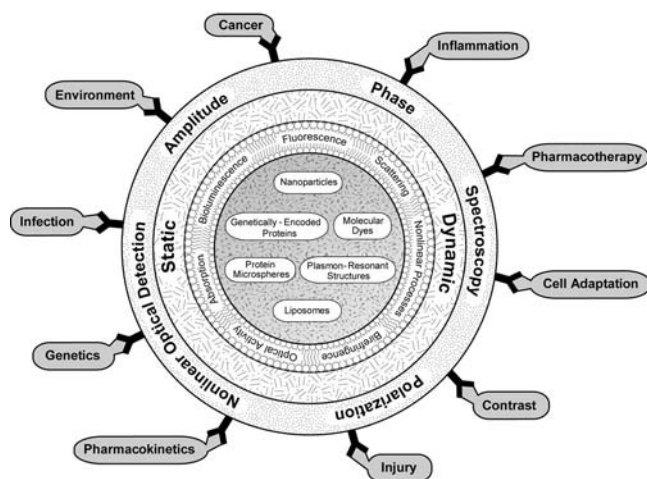 Cancer
Inflammation
Environment
Pharmacotherapy
Infection
Cell Adaptation
Genetics
Contrast
Pharmacokinetics
Injury
Amplitude
Phase
Spectroscopy
Polarization
Nonlinear Optical Detection
Static
Dynamic
Fluorescence
Scattering
Nonlinear Processes
Birefringence
Optical Activity
Absorption
Bioluminescence
Nanoparticles
Genetically - Encoded
Proteins
Molecular
Dyes
Protein
Microspheres
Plasmon- Resonant
Structures
Liposomes